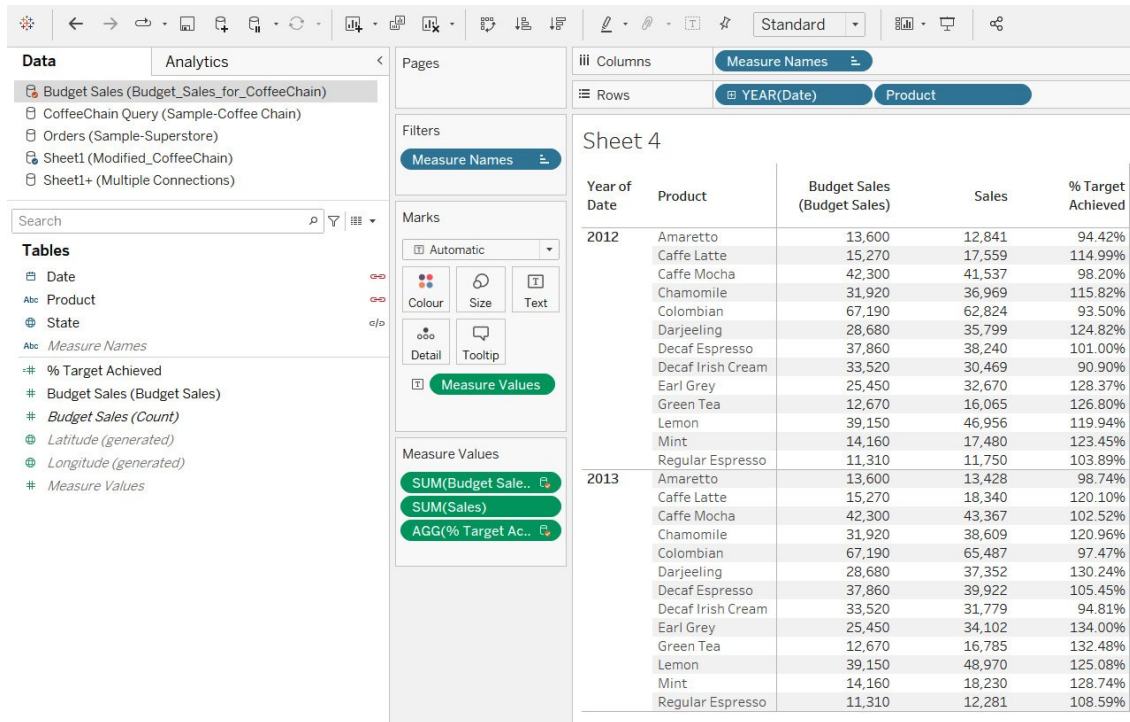 Standard
Data Analytics
Budget Sales (Budget_Sales_for_CoffeeChain)
CoffeeChain Query (Sample-Coffee Chain)
Orders (Sample-Superstore)
Sheet1 (Modified_CoffeeChain)
Sheet1+ (Multiple Connections)
Search
Tables
Date
Abc Product
State
Abc Measure Names
=# % Target Achieved
# Budget Sales (Budget Sales)
# Budget Sales (Count)
Latitude (generated)
Longitude (generated)
# Measure Values
Pages
Filters
Measure Names
Marks
T Automatic
Colour Size Text
Detail Tooltip
T Measure Values
Measure Values
SUM(Budget Sale..
SUM(Sales)
AGG(% Target Ac..
iii Columns Measure Names
Rows YEAR(Date) Product
Sheet 4
Year of Date Product Budget Sales (Budget Sales) Sales % Target Achieved
2012 Amaretto 13,600 12,841 94.42%
Caffe Latte 15,270 17,559 114.99%
Caffe Mocha 42,300 41,537 98.20%
Chamomile 31,920 36,969 115.82%
Colombian 67,190 62,824 93.50%
Darjeeling 28,680 35,799 124.82%
Decaf Espresso 37,860 38,240 101.00%
Decaf Irish Cream 33,520 30,469 90.90%
Earl Grey 25,450 32,670 128.37%
Green Tea 12,670 16,065 126.80%
Lemon 39,150 46,956 119.94%
Mint 14,160 17,480 123.45%
Regular Espresso 11,310 11,750 103.89%
2013 Amaretto 13,600 13,428 98.74%
Caffe Latte 15,270 18,340 120.10%
Caffe Mocha 42,300 43,367 102.52%
Chamomile 31,920 38,609 120.96%
Colombian 67,190 65,487 97.47%
Darjeeling 28,680 37,352 130.24%
Decaf Espresso 37,860 39,922 105.45%
Decaf Irish Cream 33,520 31,779 94.81%
Earl Grey 25,450 34,102 134.00%
Green Tea 12,670 16,785 132.48%
Lemon 39,150 48,970 125.08%
Mint 14,160 18,230 128.74%
Regular Espresso 11,310 12,281 108.59%